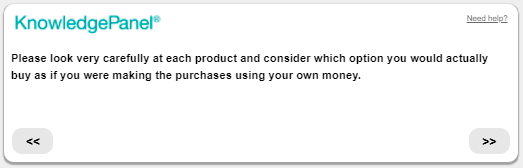 KnowledgePanel®
Need help?
Please look very carefully at each product and consider which option you would actually
buy as if you were making the purchases using your own money.
<<
>>